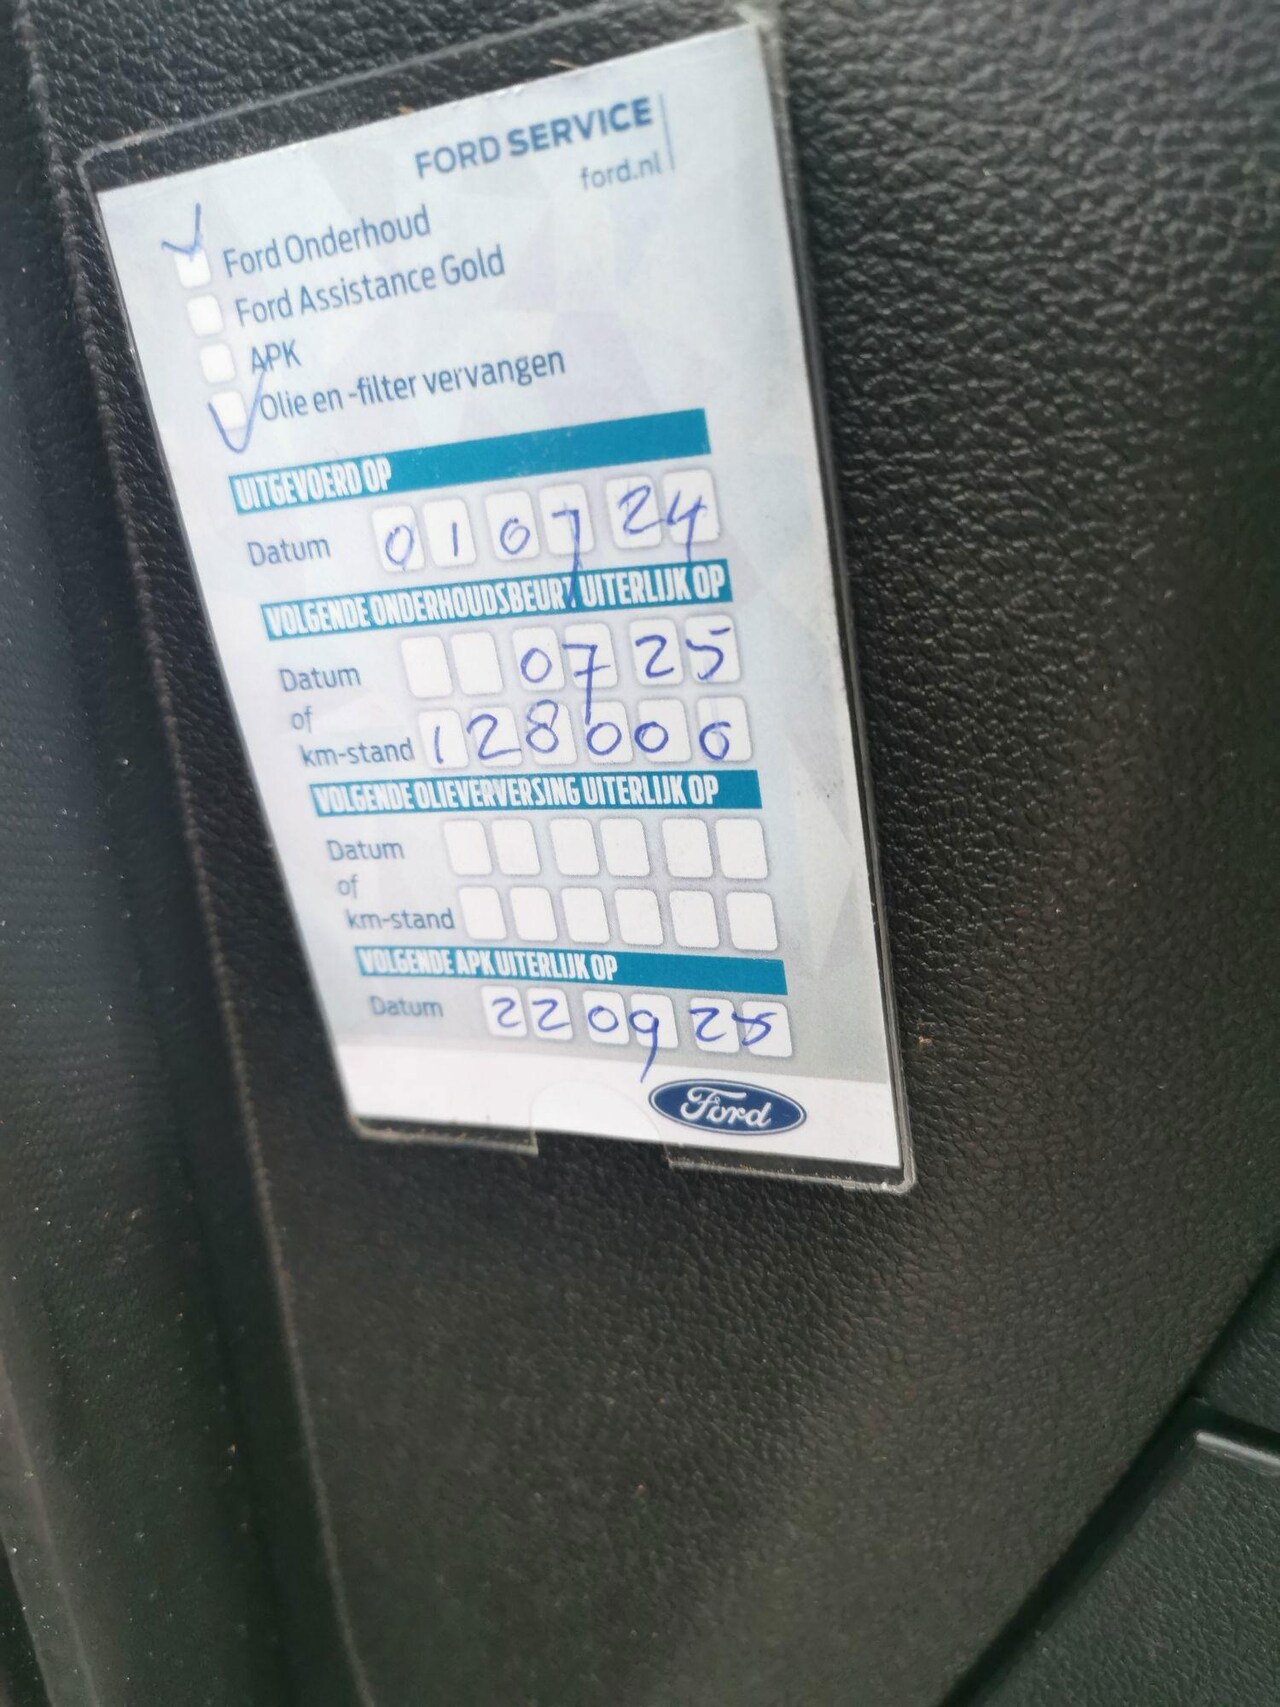 FORD SERVICE
ford.nl
Ford Onderhoud
Ford Assistance Gold
APK
Olie en -filter vervangen
UITGEVOERD OP
Datum 010724
VOLGENDE ONDERHOUDSBEURT UITERLIJK OP
Datum 0725
of
km-stand 128000
VOLGENDE OLIEVERVERSING UITERLIJK OP
Datum
of
km-stand
VOLGENDE APK UITERLIJK OP
Datum 220925
Ford